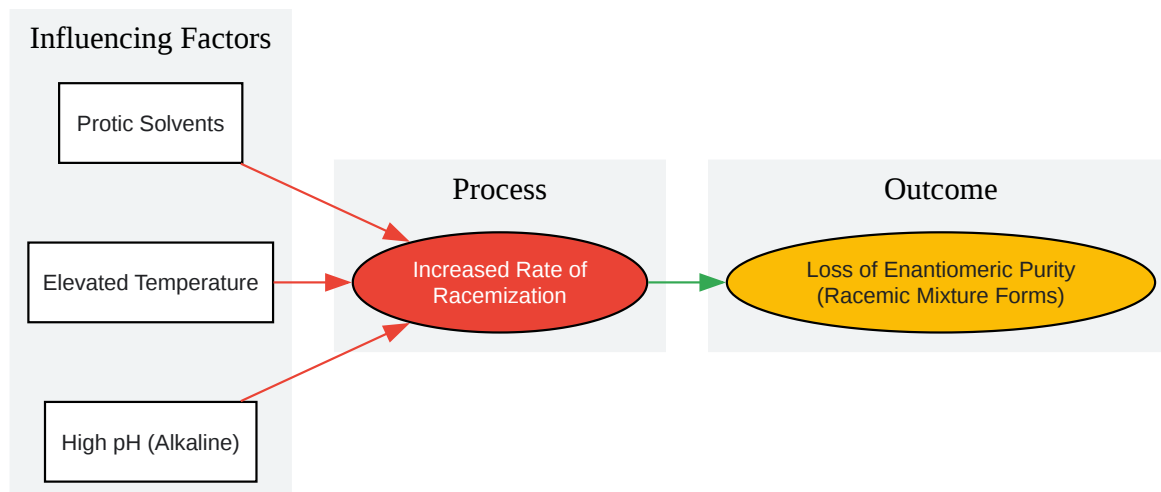 Influencing Factors
Protic Solvents
Elevated Temperature
High pH (Alkaline)
Process
Increased Rate of
Racemization
Outcome
Loss of Enantiomeric Purity
(Racemic Mixture Forms)